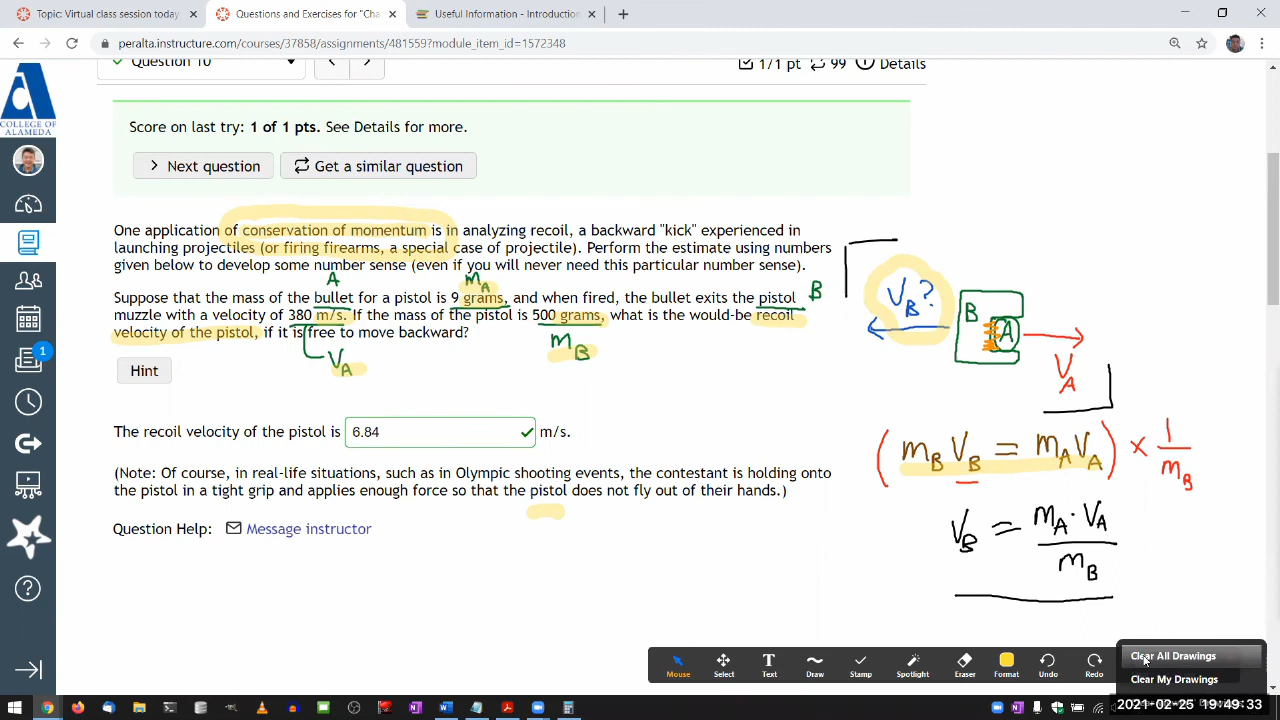 Topic: Virtual class session today
Questions and Exercises for "Cha
Useful Information - Introduction
peralta.instructure.com/courses/37858/assignments/481559?module_item_id=1572348
Question 10
1/1 pt 99 Details
COLLEGE OF
ALAMEDA
Score on last try: 1 of 1 pts. See Details for more.
Next question
Get a similar question
One application of conservation of momentum is in analyzing recoil, a backward "kick" experienced in
launching projectiles (or firing firearms, a special case of projectile). Perform the estimate using numbers
given below to develop some number sense (even if you will never need this particular number sense).
A
mA
B
Suppose that the mass of the bullet for a pistol is 9 grams, and when fired, the bullet exits the pistol
muzzle with a velocity of 380 m/s. If the mass of the pistol is 500 grams, what is the would-be recoil
velocity of the pistol, if it is free to move backward?
VA
mB
Hint
The recoil velocity of the pistol is 6.84 m/s.
(Note: Of course, in real-life situations, such as in Olympic shooting events, the contestant is holding onto
the pistol in a tight grip and applies enough force so that the pistol does not fly out of their hands.)
Question Help: Message instructor
VB?
B
A
VA
(mB VB = mA VA) × 1/mB
VB = mA · VA
mB
1
Mouse
Select
Text
Draw
Stamp
Spotlight
Eraser
Format
Undo
Redo
Clear All Drawings
Clear My Drawings
2021-02-25 19:49:33